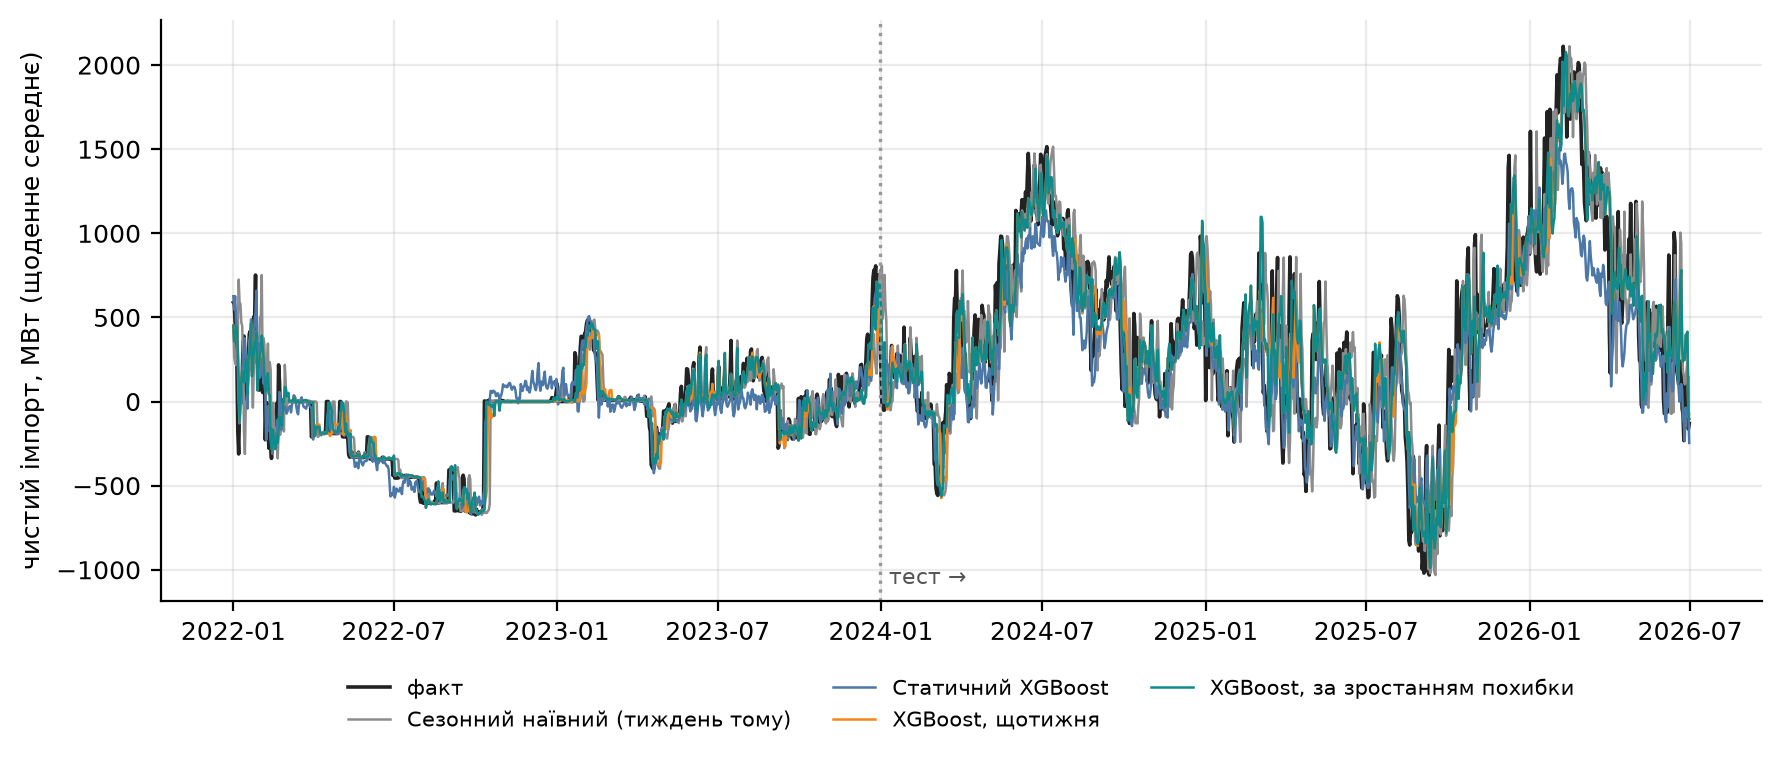 чистий імпорт, МВт (щоденне середнє)
2000
1500
1000
500
0
−500
−1000
тест →
2022-01 2022-07 2023-01 2023-07 2024-01 2024-07 2025-01 2025-07 2026-01 2026-07
факт Статичний XGBoost XGBoost, за зростанням похибки
Сезонний наївний (тиждень тому) XGBoost, щотижня